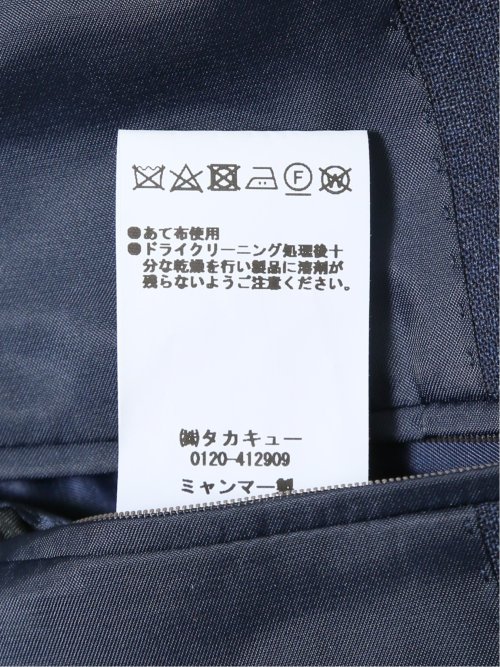 F W
●あて布使用
●ドライクリーニング処理後十
分な乾燥を行い製品に溶剤が
残らないようご注意ください。
㈱タカキュー
0120-412909
ミャンマー製